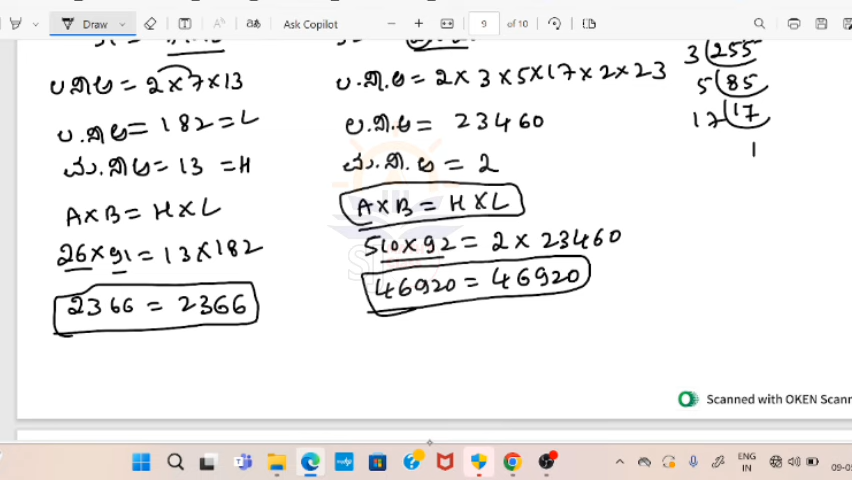 Draw
Ask Copilot
9 of 10
ಲ.ಸಾ.ಅ = 2×7×13
ಲ.ಸಾ.ಅ = 182 = L
ಮ.ಸಾ.ಅ = 13 = H
A×B = H×L
26×91 = 13×182
2366 = 2366
ಲ.ಸಾ.ಅ = 2×3×5×17×2×23
ಲ.ಸಾ.ಅ = 23460
ಮ.ಸಾ.ಅ = 2
A×B = H×L
510×92 = 2×23460
46920 = 46920
3 255
5 85
17 17
1
Scanned with OKEN Scann
ENG
IN